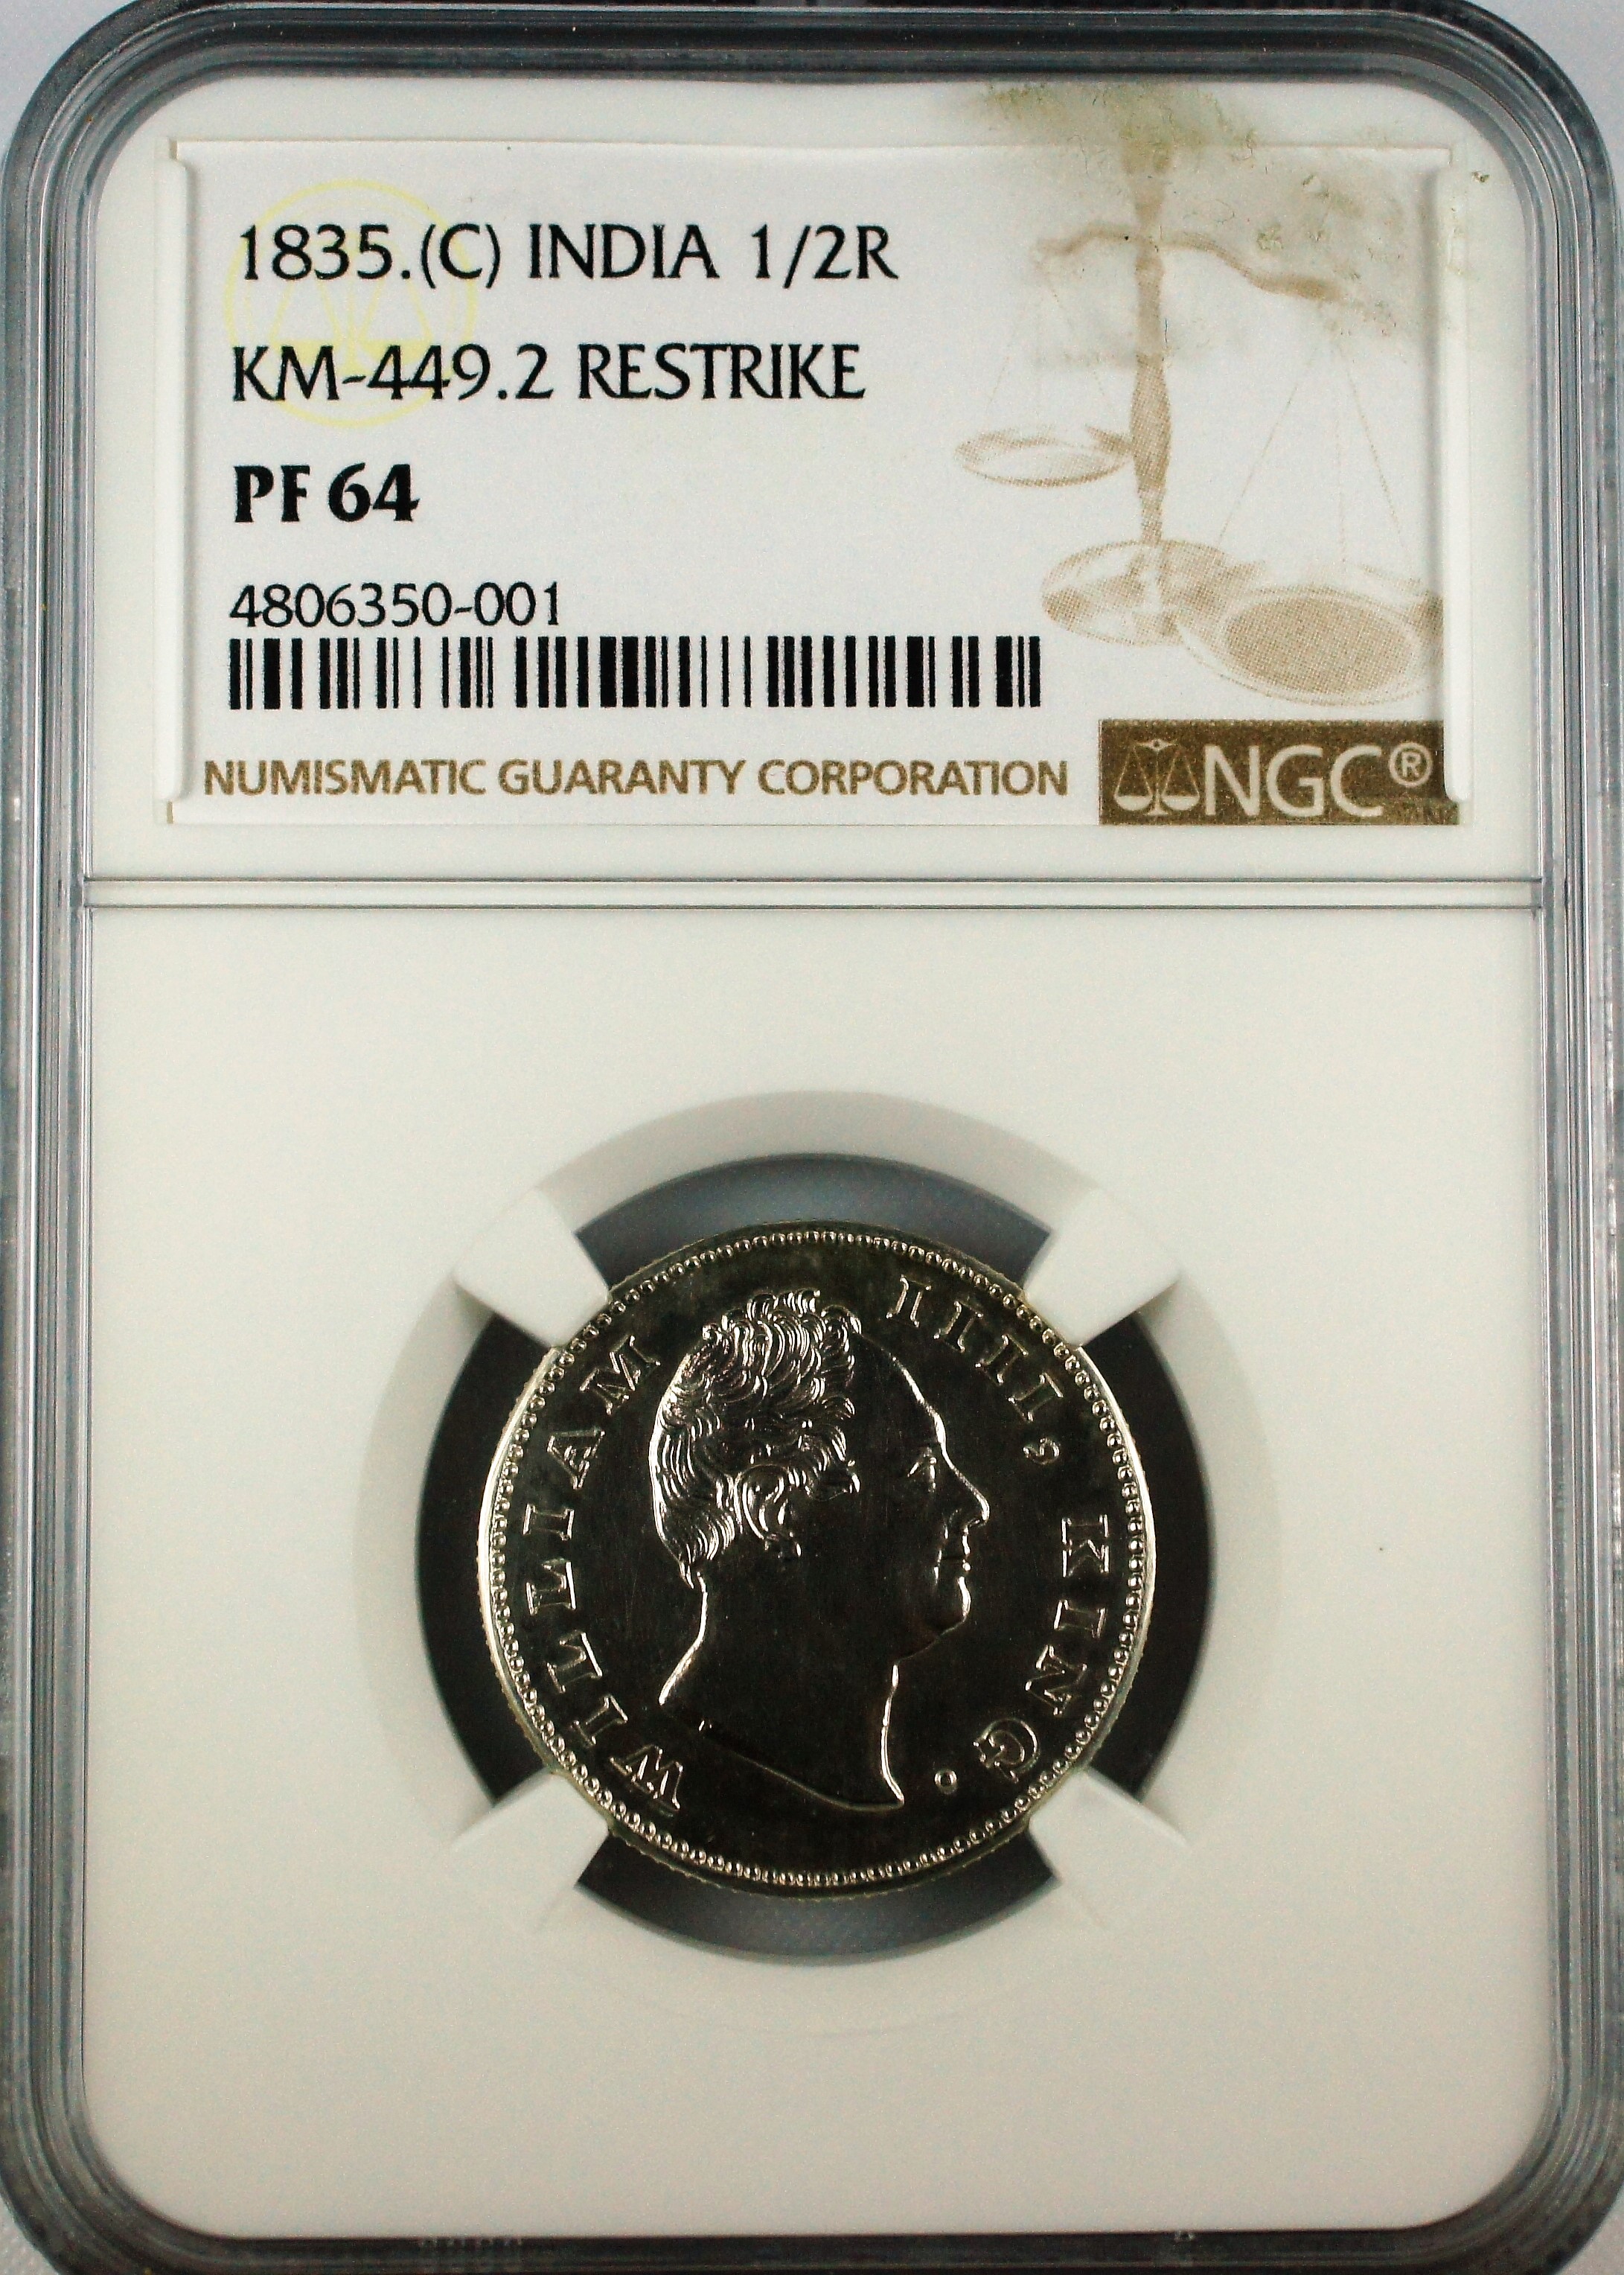 1835.(C) INDIA 1/2R
KM-449.2 RESTRIKE
PF 64
4806350-001
NUMISMATIC GUARANTY CORPORATION
NGC®
WILLIAM IIII, KING.